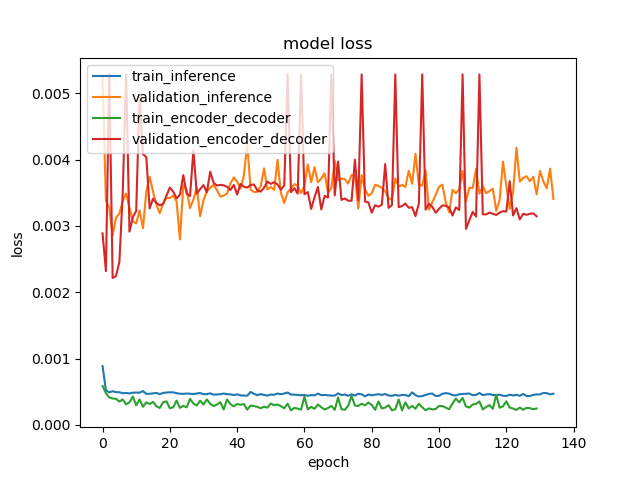 model loss
train_inference
validation_inference
train_encoder_decoder
validation_encoder_decoder
loss
0.005
0.004
0.003
0.002
0.001
0.000
0 20 40 60 80 100 120 140
epoch